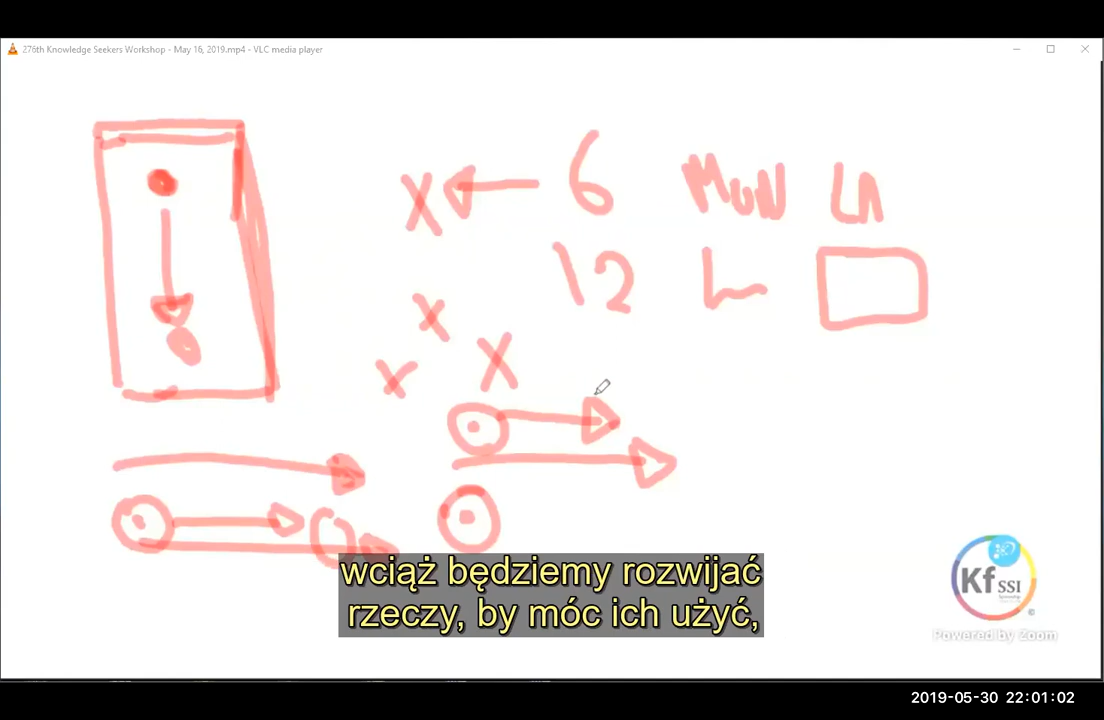 276th Knowledge Seekers Workshop - May 16, 2019.mp4 - VLC media player
X 6 MUN
12
X
X X
wciąż będziemy rozwijać
rzeczy, by móc ich użyć,
Kf SSI
Powered by Zoom
2019-05-30 22:01:02